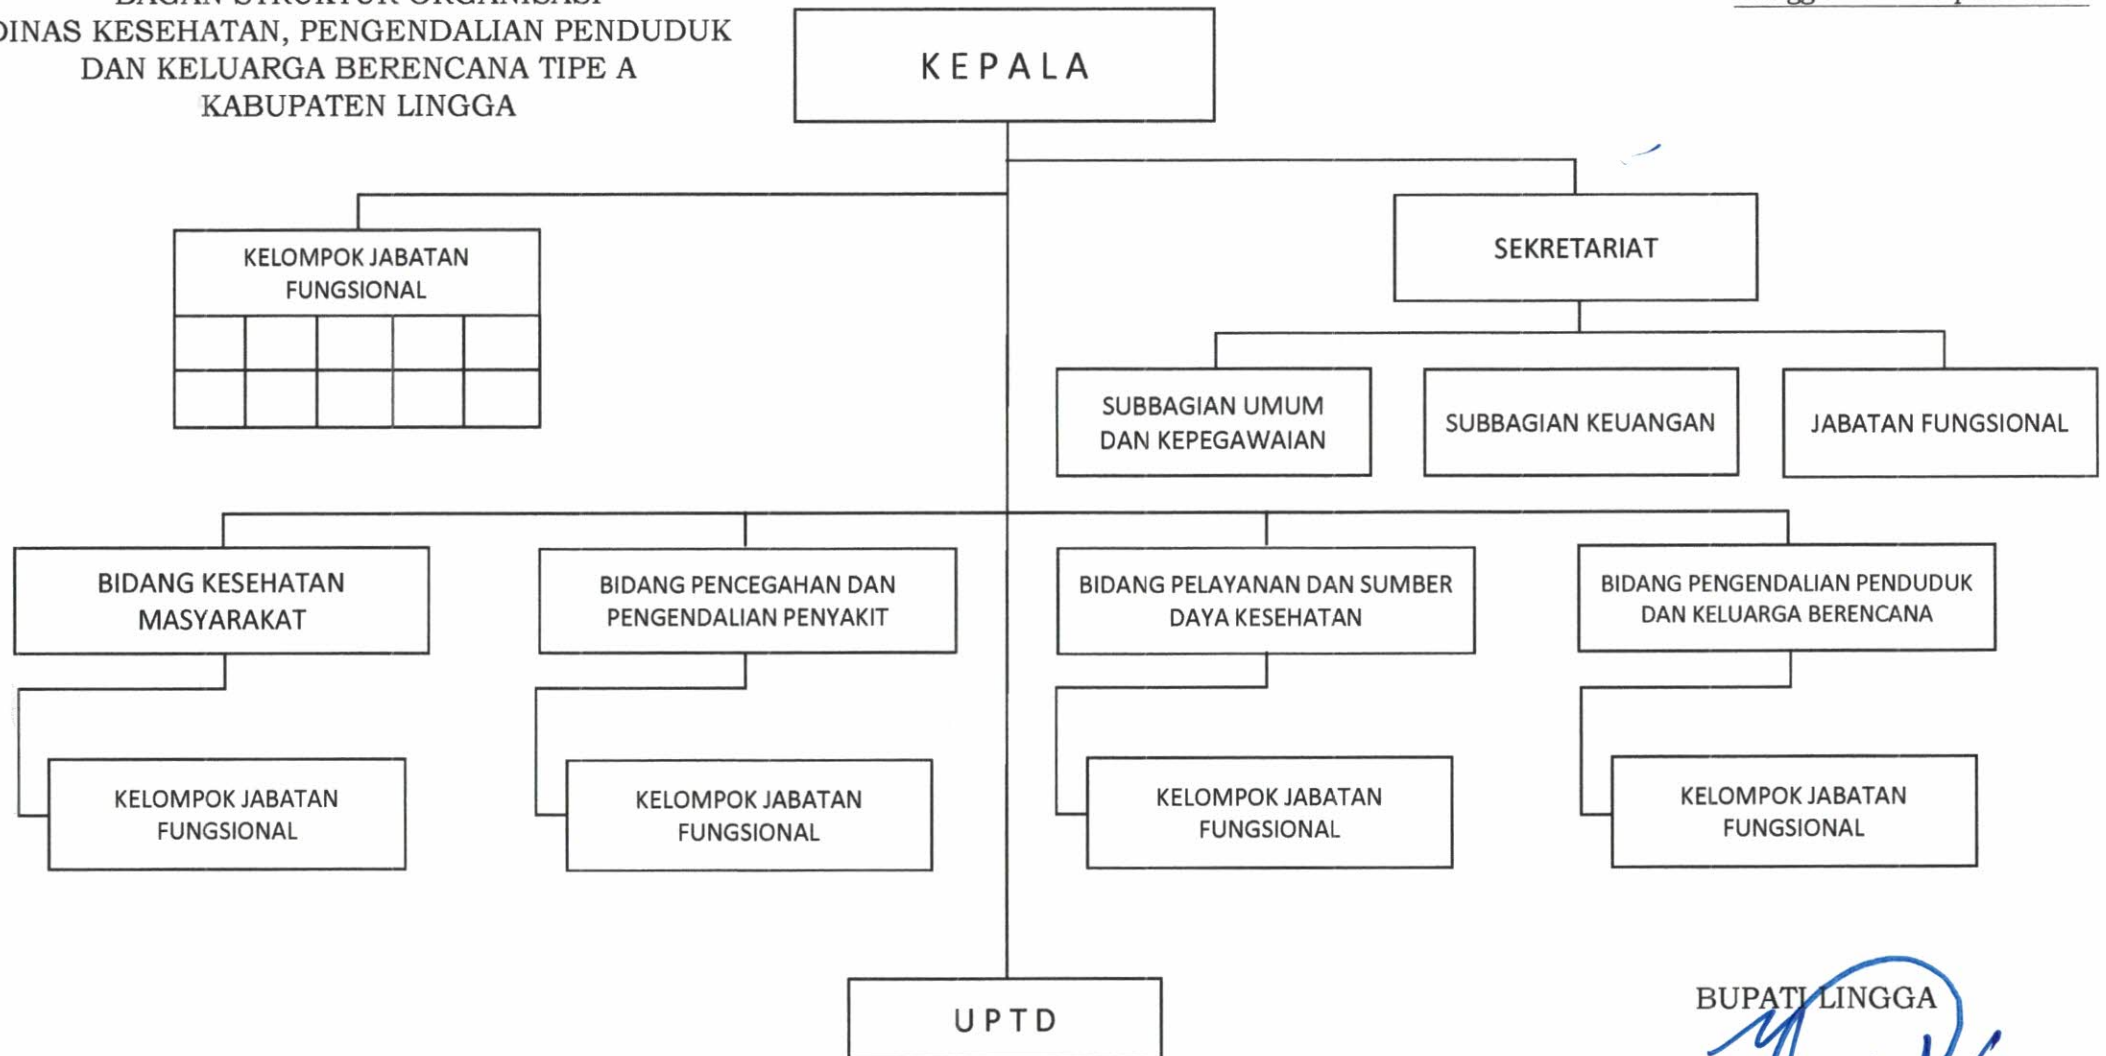 BAGAN STRUKTUR ORGANISASI
DINAS KESEHATAN, PENGENDALIAN PENDUDUK
DAN KELUARGA BERENCANA TIPE A
KABUPATEN LINGGA
KEPALA
KELOMPOK JABATAN
FUNGSIONAL
SEKRETARIAT
SUBBAGIAN UMUM
DAN KEPEGAWAIAN
SUBBAGIAN KEUANGAN
JABATAN FUNGSIONAL
BIDANG KESEHATAN
MASYARAKAT
BIDANG PENCEGAHAN DAN
PENGENDALIAN PENYAKIT
BIDANG PELAYANAN DAN SUMBER
DAYA KESEHATAN
BIDANG PENGENDALIAN PENDUDUK
DAN KELUARGA BERENCANA
KELOMPOK JABATAN
FUNGSIONAL
KELOMPOK JABATAN
FUNGSIONAL
KELOMPOK JABATAN
FUNGSIONAL
KELOMPOK JABATAN
FUNGSIONAL
UPTD
BUPATI LINGGA